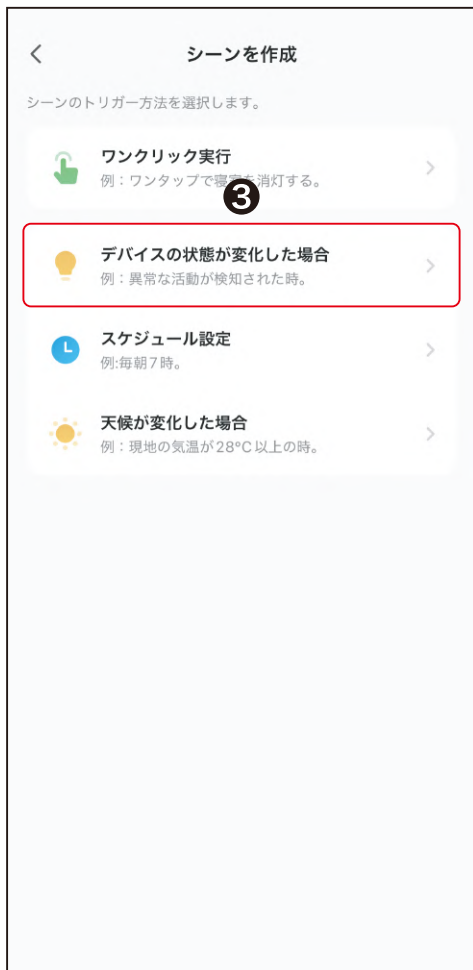 シーンを作成
シーンのトリガー方法を選択します。
ワンクリック実行
例：ワンタップで寝室を消灯する。
❸
デバイスの状態が変化した場合
例：異常な活動が検知された時。
スケジュール設定
例:毎朝7時。
天候が変化した場合
例：現地の気温が28°C以上の時。